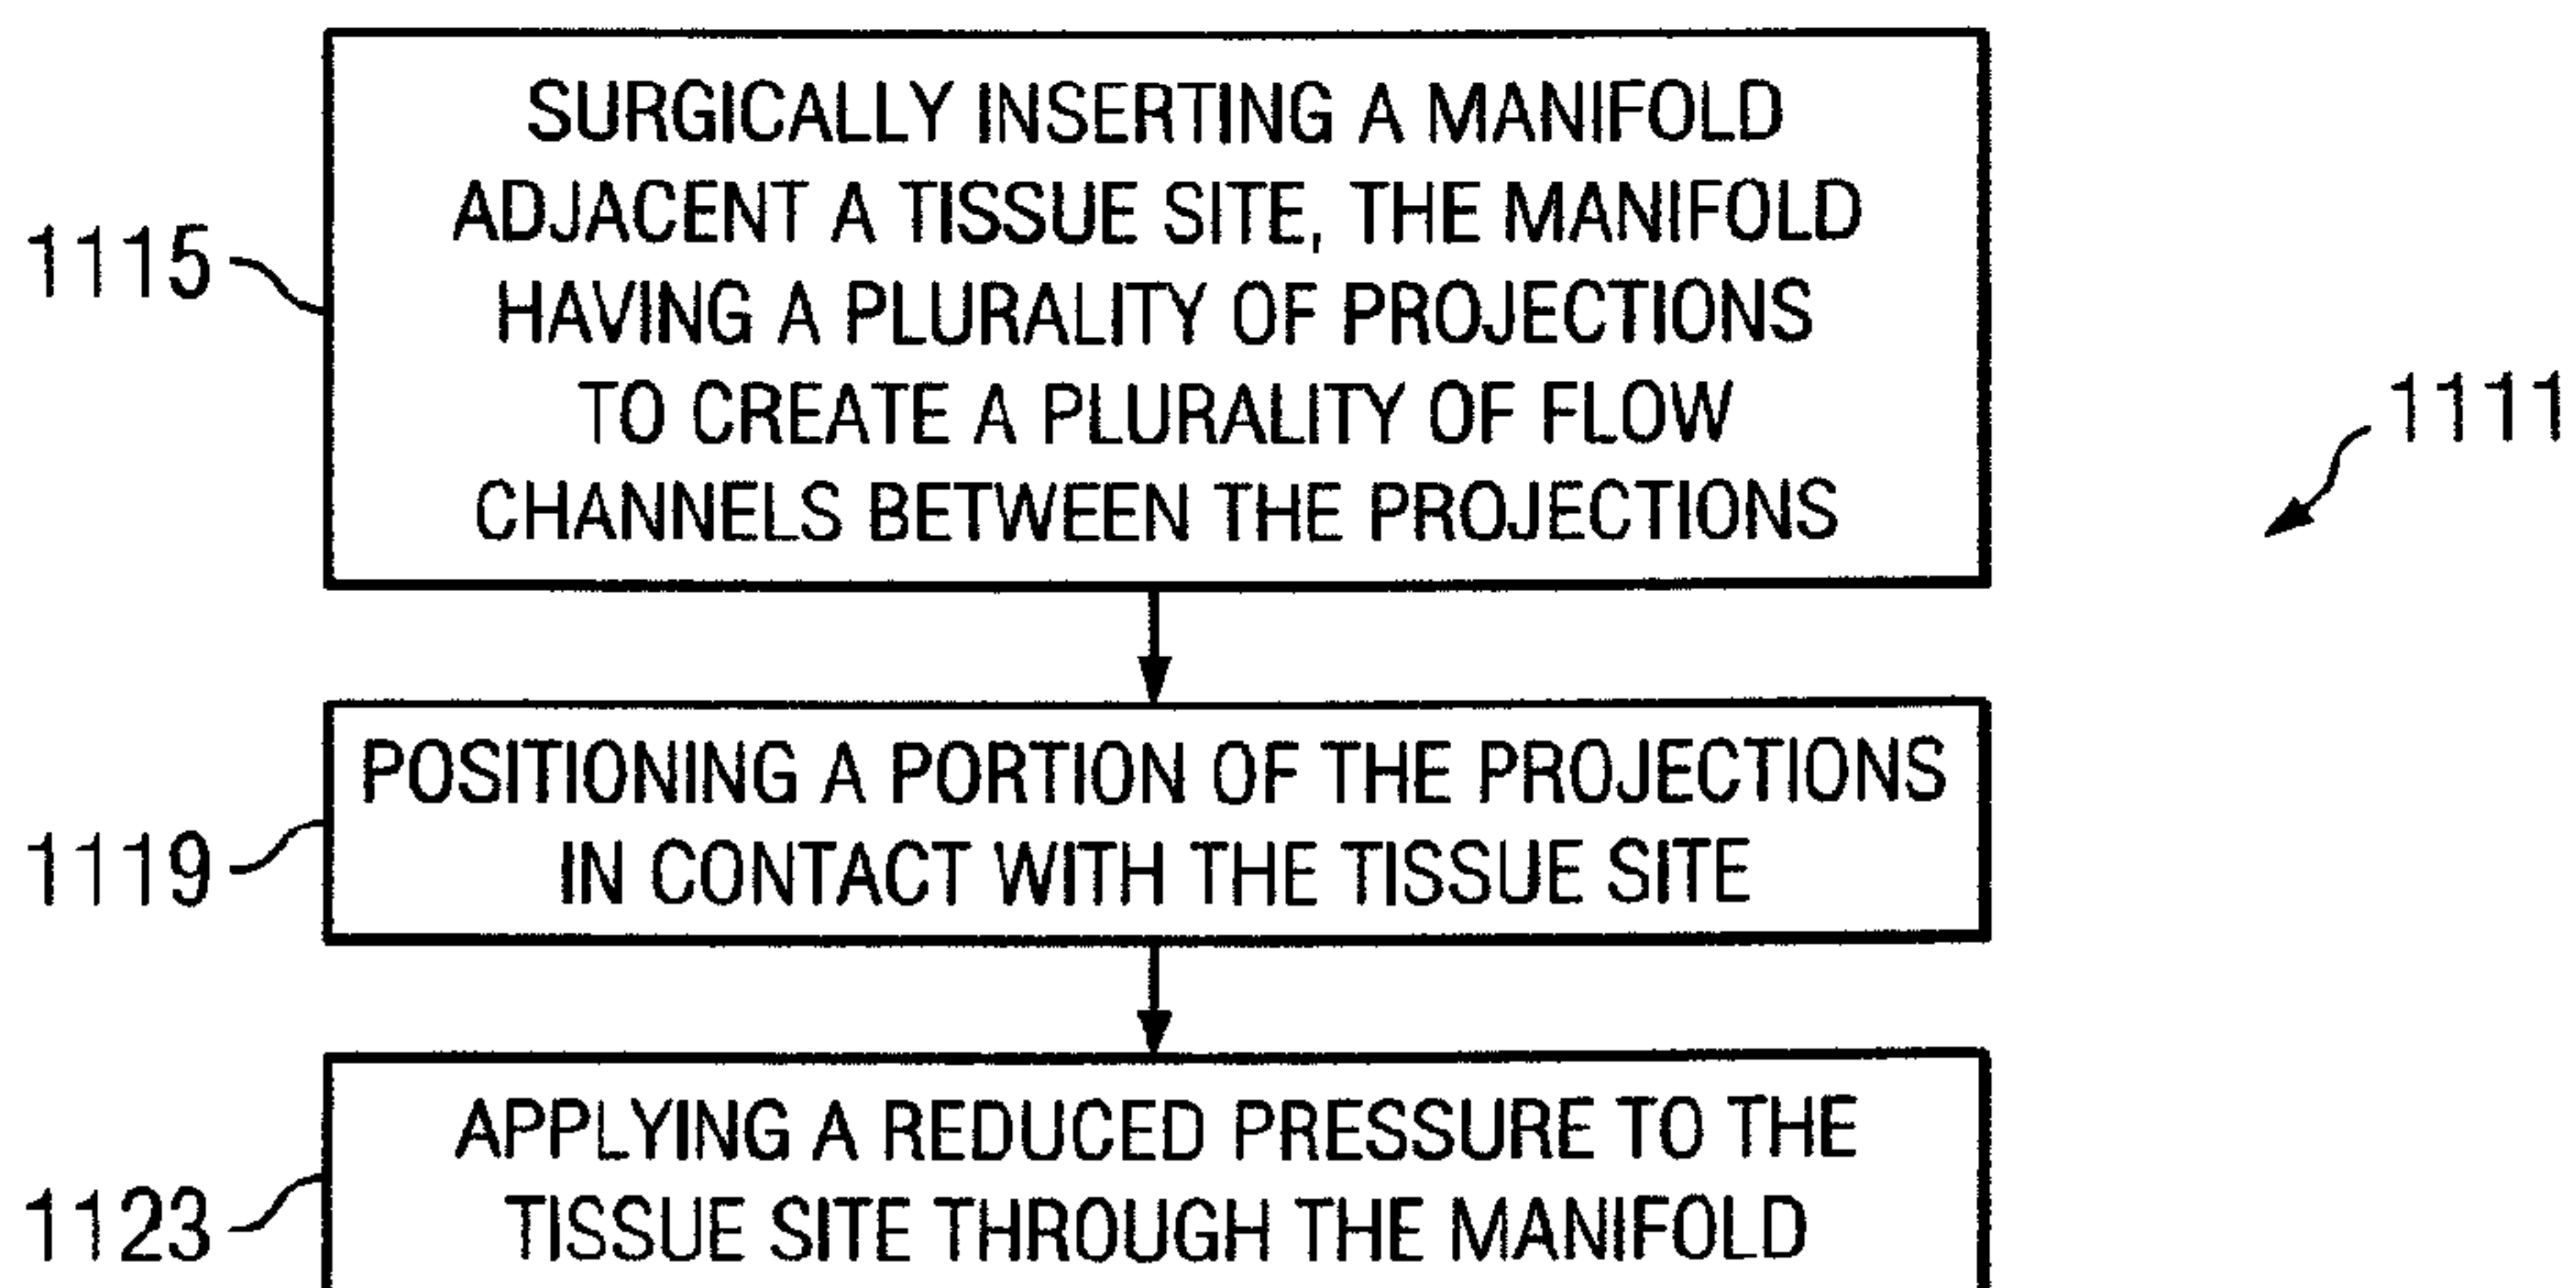 SURGICALLY INSERTING A MANIFOLD
ADJACENT A TISSUE SITE, THE MANIFOLD
HAVING A PLURALITY OF PROJECTIONS
TO CREATE A PLURALITY OF FLOW
CHANNELS BETWEEN THE PROJECTIONS
1115
1111
POSITIONING A PORTION OF THE PROJECTIONS
IN CONTACT WITH THE TISSUE SITE
1119
APPLYING A REDUCED PRESSURE TO THE
TISSUE SITE THROUGH THE MANIFOLD
1123